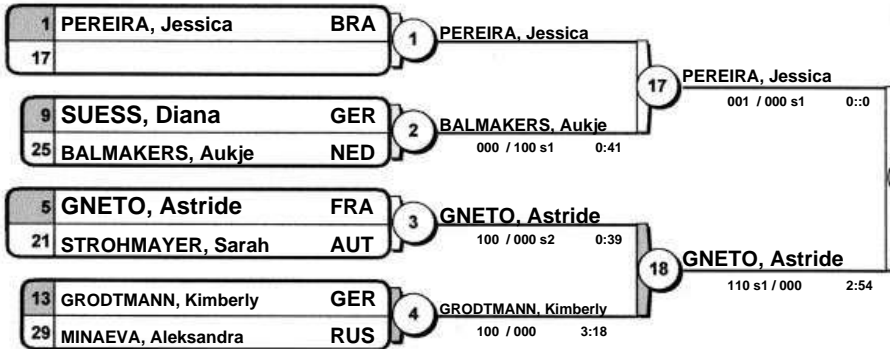 1 PEREIRA, Jessica BRA
17
1
PEREIRA, Jessica
9 SUESS, Diana GER
25 BALMAKERS, Aukje NED
2
BALMAKERS, Aukje
000 / 100 s1 0:41
17
PEREIRA, Jessica
001 / 000 s1 0::0
5 GNETO, Astride FRA
21 STROHMAYER, Sarah AUT
3
GNETO, Astride
100 / 000 s2 0:39
13 GRODTMANN, Kimberly GER
29 MINAEVA, Aleksandra RUS
4
GRODTMANN, Kimberly
100 / 000 3:18
18
GNETO, Astride
110 s1 / 000 2:54